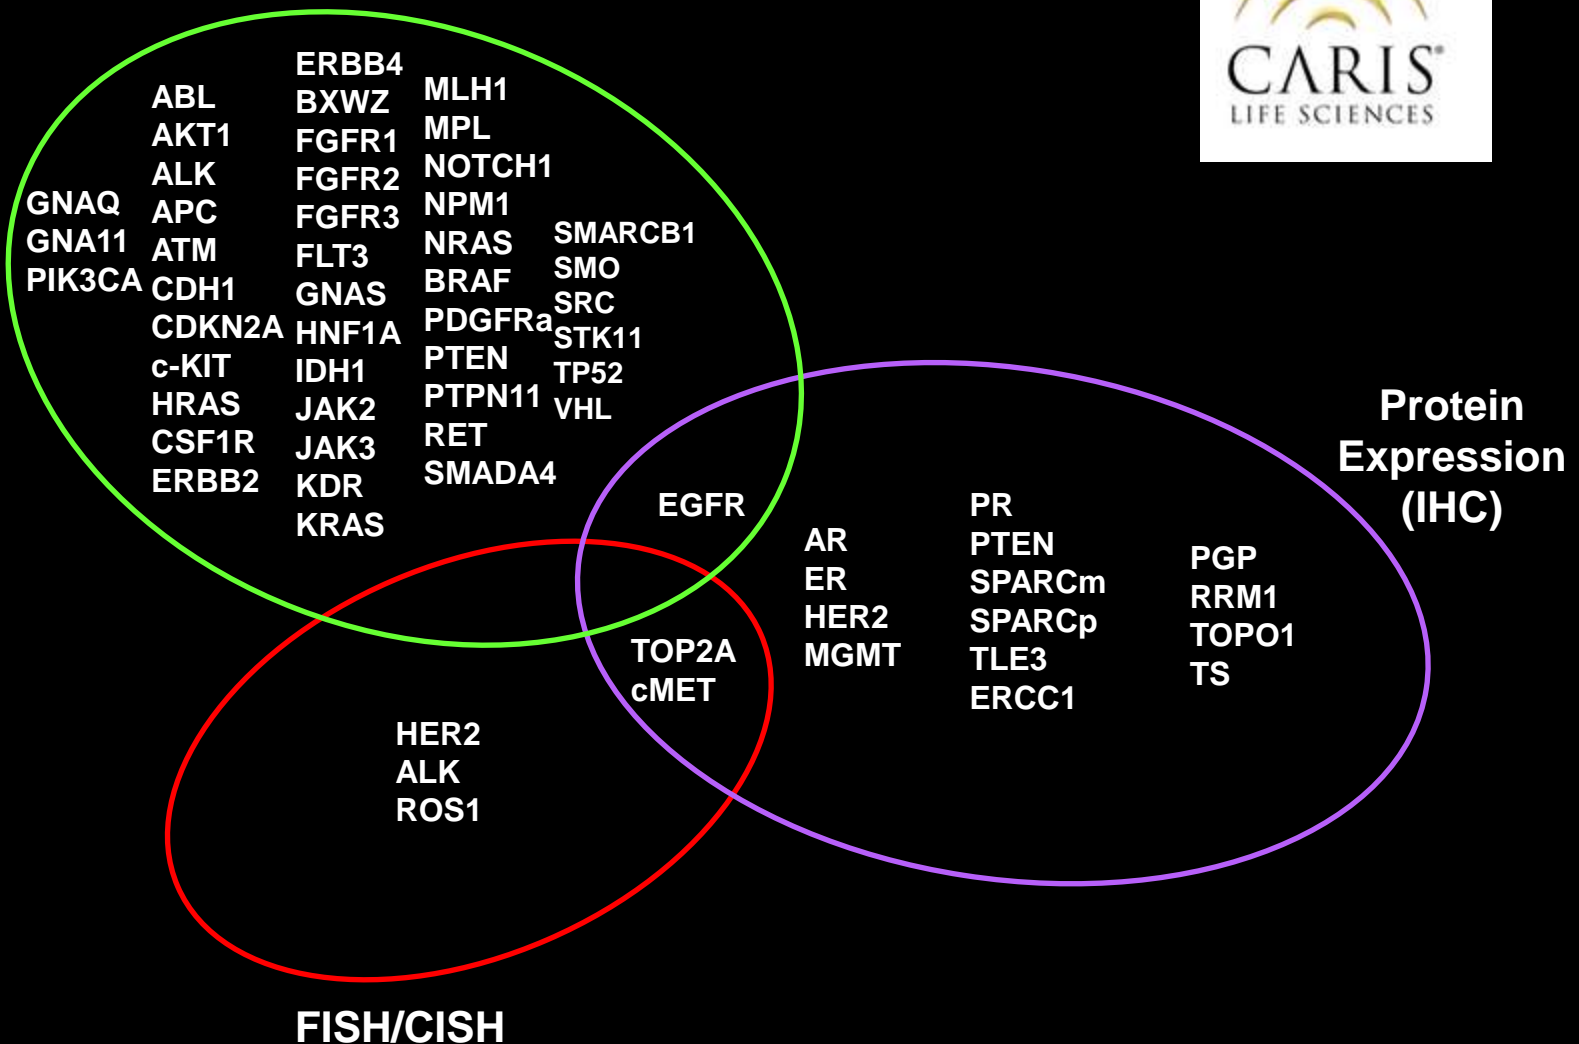 CARIS®
LIFE SCIENCES
GNAQ
GNA11
PIK3CA
ABL
AKT1
ALK
APC
ATM
CDH1
CDKN2A
c-KIT
HRAS
CSF1R
ERBB2
ERBB4
BXWZ
FGFR1
FGFR2
FGFR3
FLT3
GNAS
HNF1A
IDH1
JAK2
JAK3
KDR
KRAS
MLH1
MPL
NOTCH1
NPM1
NRAS
BRAF
PDGFRa
PTEN
PTPN11
RET
SMADA4
SMARCB1
SMO
SRC
STK11
TP52
VHL
EGFR
TOP2A
cMET
HER2
ALK
ROS1
AR
ER
HER2
MGMT
PR
PTEN
SPARCm
SPARCp
TLE3
ERCC1
PGP
RRM1
TOPO1
TS
Protein
Expression
(IHC)
FISH/CISH